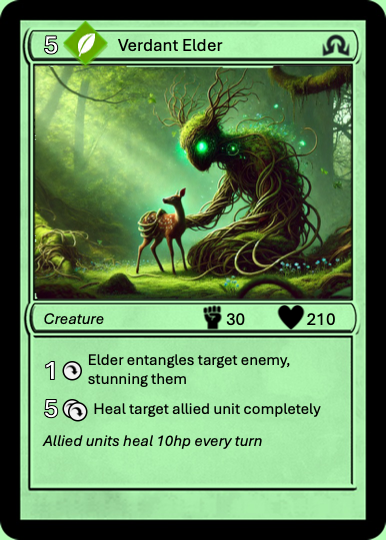 5 Verdant Elder
Creature 30 210
1 Elder entangles target enemy,
stunning them
5 Heal target allied unit completely
Allied units heal 10hp every turn